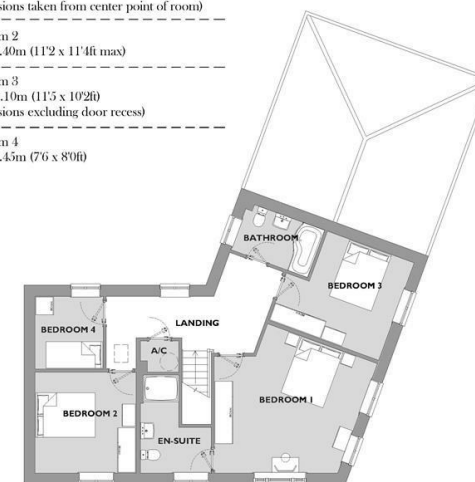 sions taken from center point of room)
m 2
.40m (11'2 x 11'4ft max)
m 3
.10m (11'5 x 10'2ft)
sions excluding door recess)
m 4
.45m (7'6 x 8'0ft)
BATHROOM
BEDROOM 3
LANDING
BEDROOM 4
A/C
BEDROOM 1
BEDROOM 2
EN-SUITE